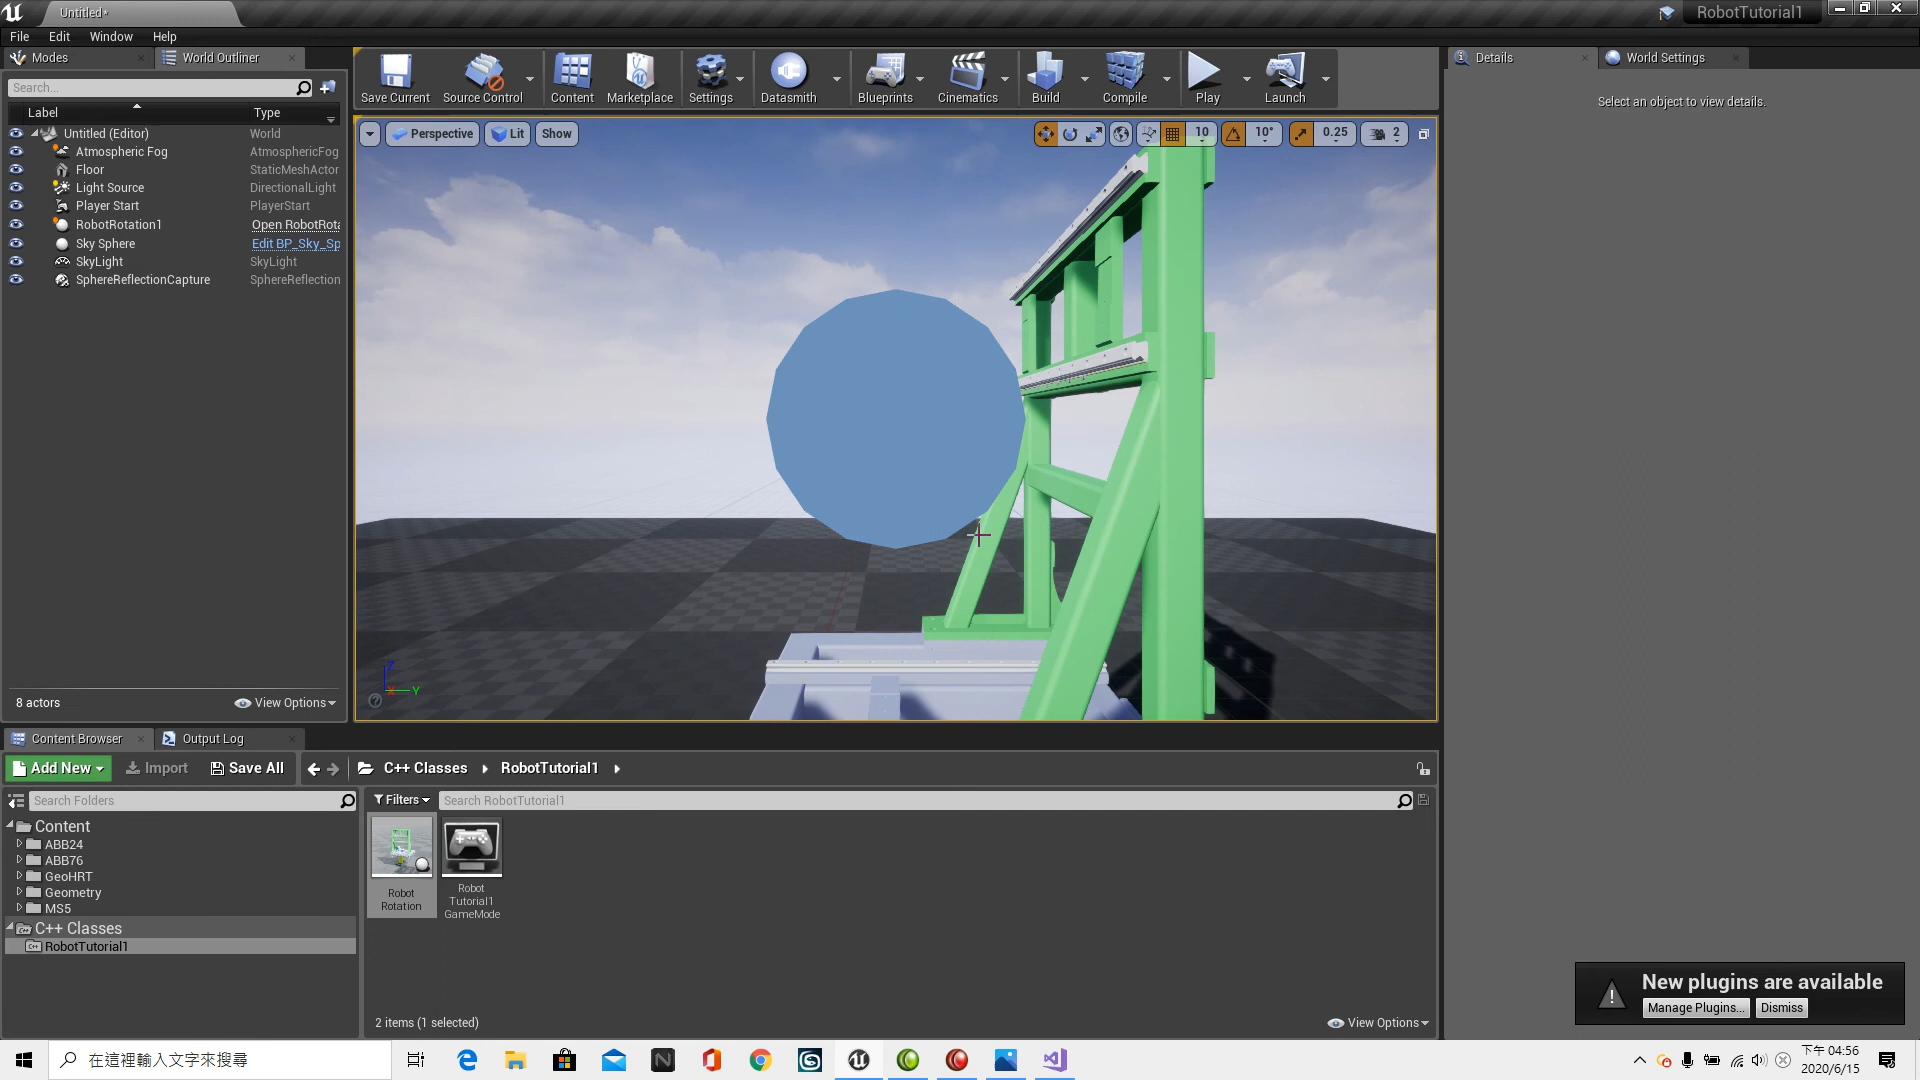 Untitled*
RobotTutorial1
File Edit Window Help
Modes
World Outliner
Search...
Label Type
Untitled (Editor) World
Atmospheric Fog AtmosphericFog
Floor StaticMeshActor
Light Source DirectionalLight
Player Start PlayerStart
RobotRotation1 Open RobotRota
Sky Sphere Edit BP_Sky_Sp
SkyLight SkyLight
SphereReflectionCapture SphereReflection
8 actors
View Options
Save Current
Source Control
Content
Marketplace
Settings
Datasmith
Blueprints
Cinematics
Build
Compile
Play
Launch
Perspective
Lit
Show
10
10°
0.25
2
Z
X
Y
Details
World Settings
Select an object to view details.
Content Browser
Output Log
Add New
Import
Save All
C++ Classes
RobotTutorial1
Search Folders
Filters
Search RobotTutorial1
Content
ABB24
ABB76
GeoHRT
Geometry
MS5
C++ Classes
RobotTutorial1
Robot
Rotation
Robot
Tutorial1
GameMode
2 items (1 selected)
View Options
New plugins are available
Manage Plugins...
Dismiss
在這裡輸入文字來搜尋
下午 04:56
2020/6/15